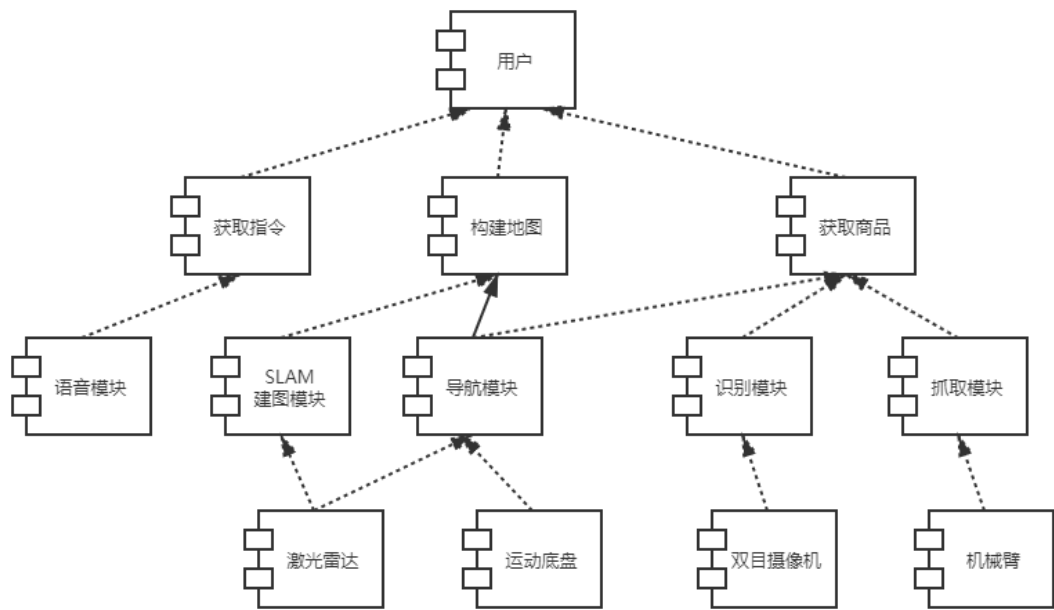 用户
获取指令
构建地图
获取商品
语音模块
SLAM
建图模块
导航模块
识别模块
抓取模块
激光雷达
运动底盘
双目摄像机
机械臂